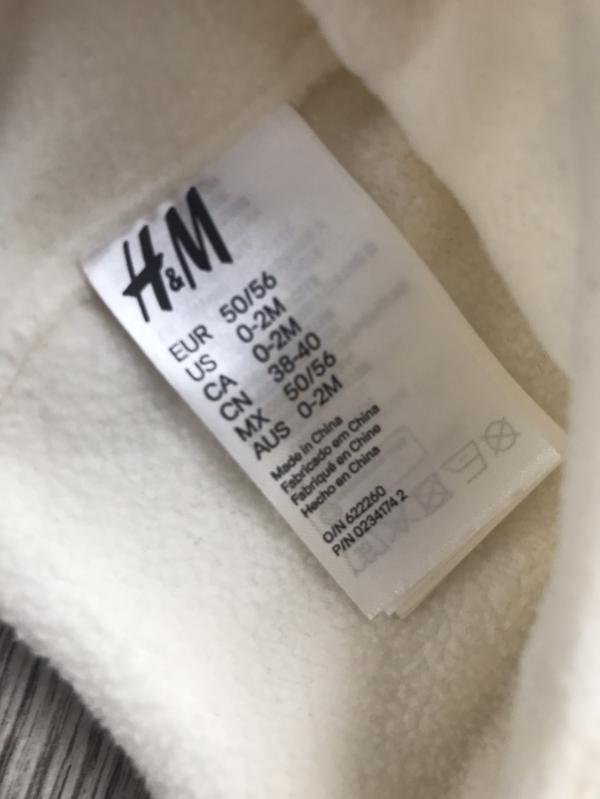 H&M
EUR 50/56
US 0-2M
CA 0-2M
CN 38-40
MX 50/56
AUS 0-2M
Made in China
Fabricado em China
Fabriqué en Chine
Hecho en China
O/N 622260
P/N 0234174 2